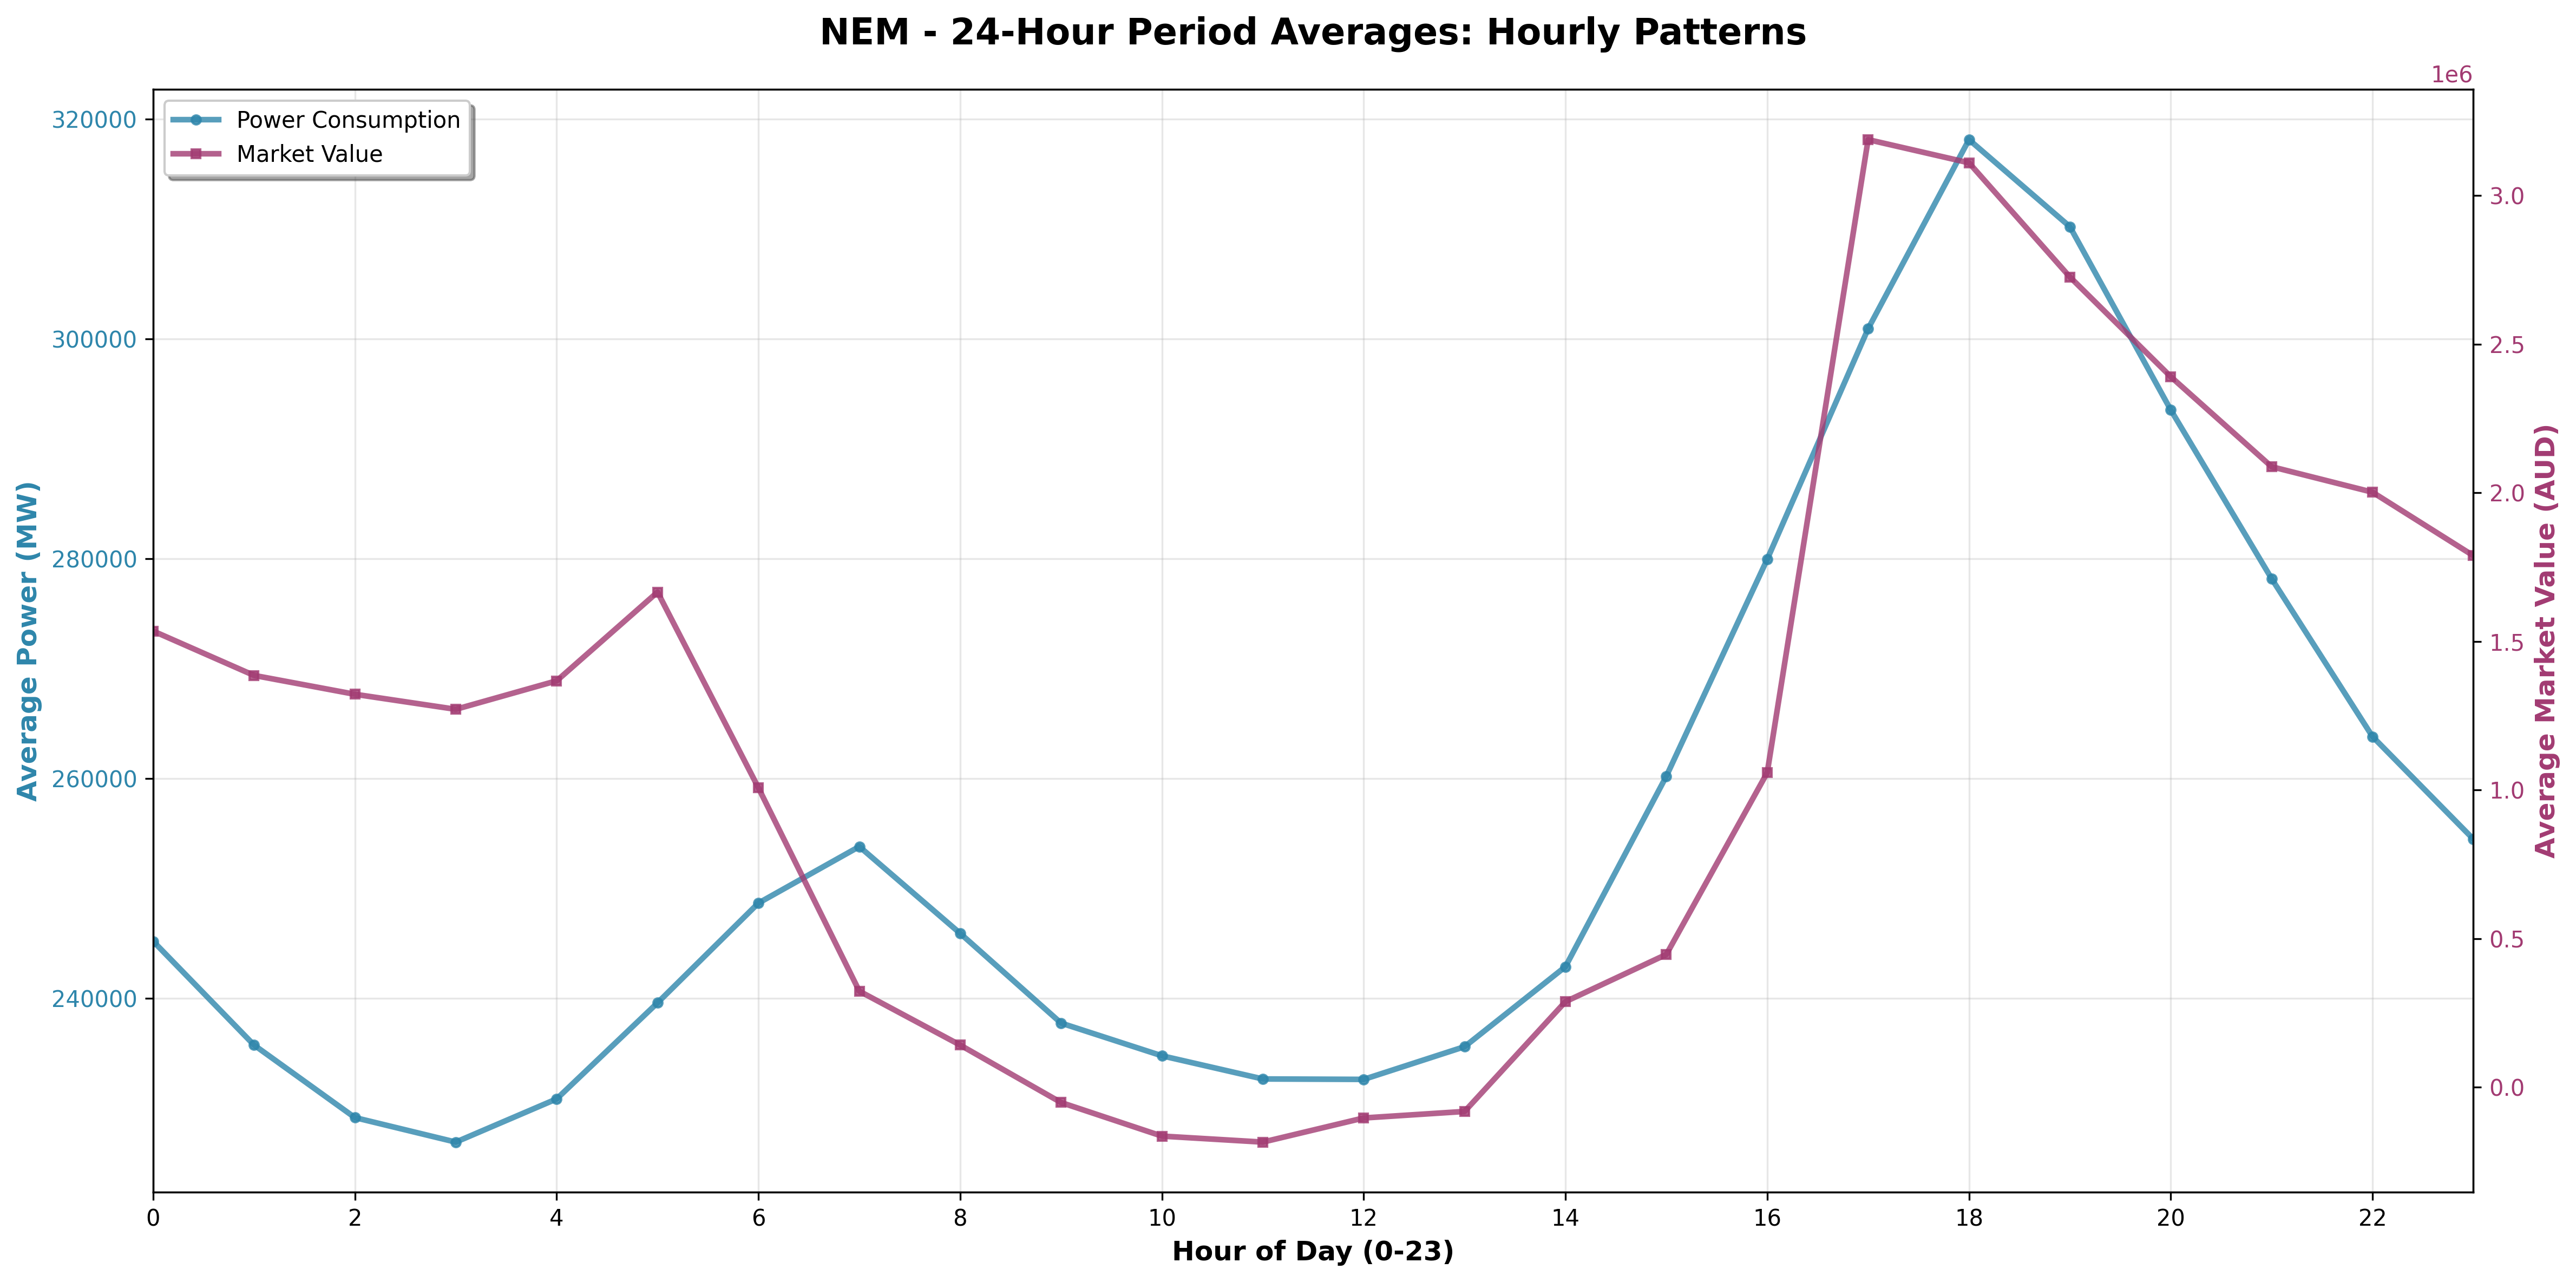 NEM - 24-Hour Period Averages: Hourly Patterns
1e6
Power Consumption
Market Value
320000
300000
280000
260000
240000
Average Power (MW)
3.0
2.5
2.0
1.5
1.0
0.5
0.0
Average Market Value (AUD)
0 2 4 6 8 10 12 14 16 18 20 22
Hour of Day (0-23)